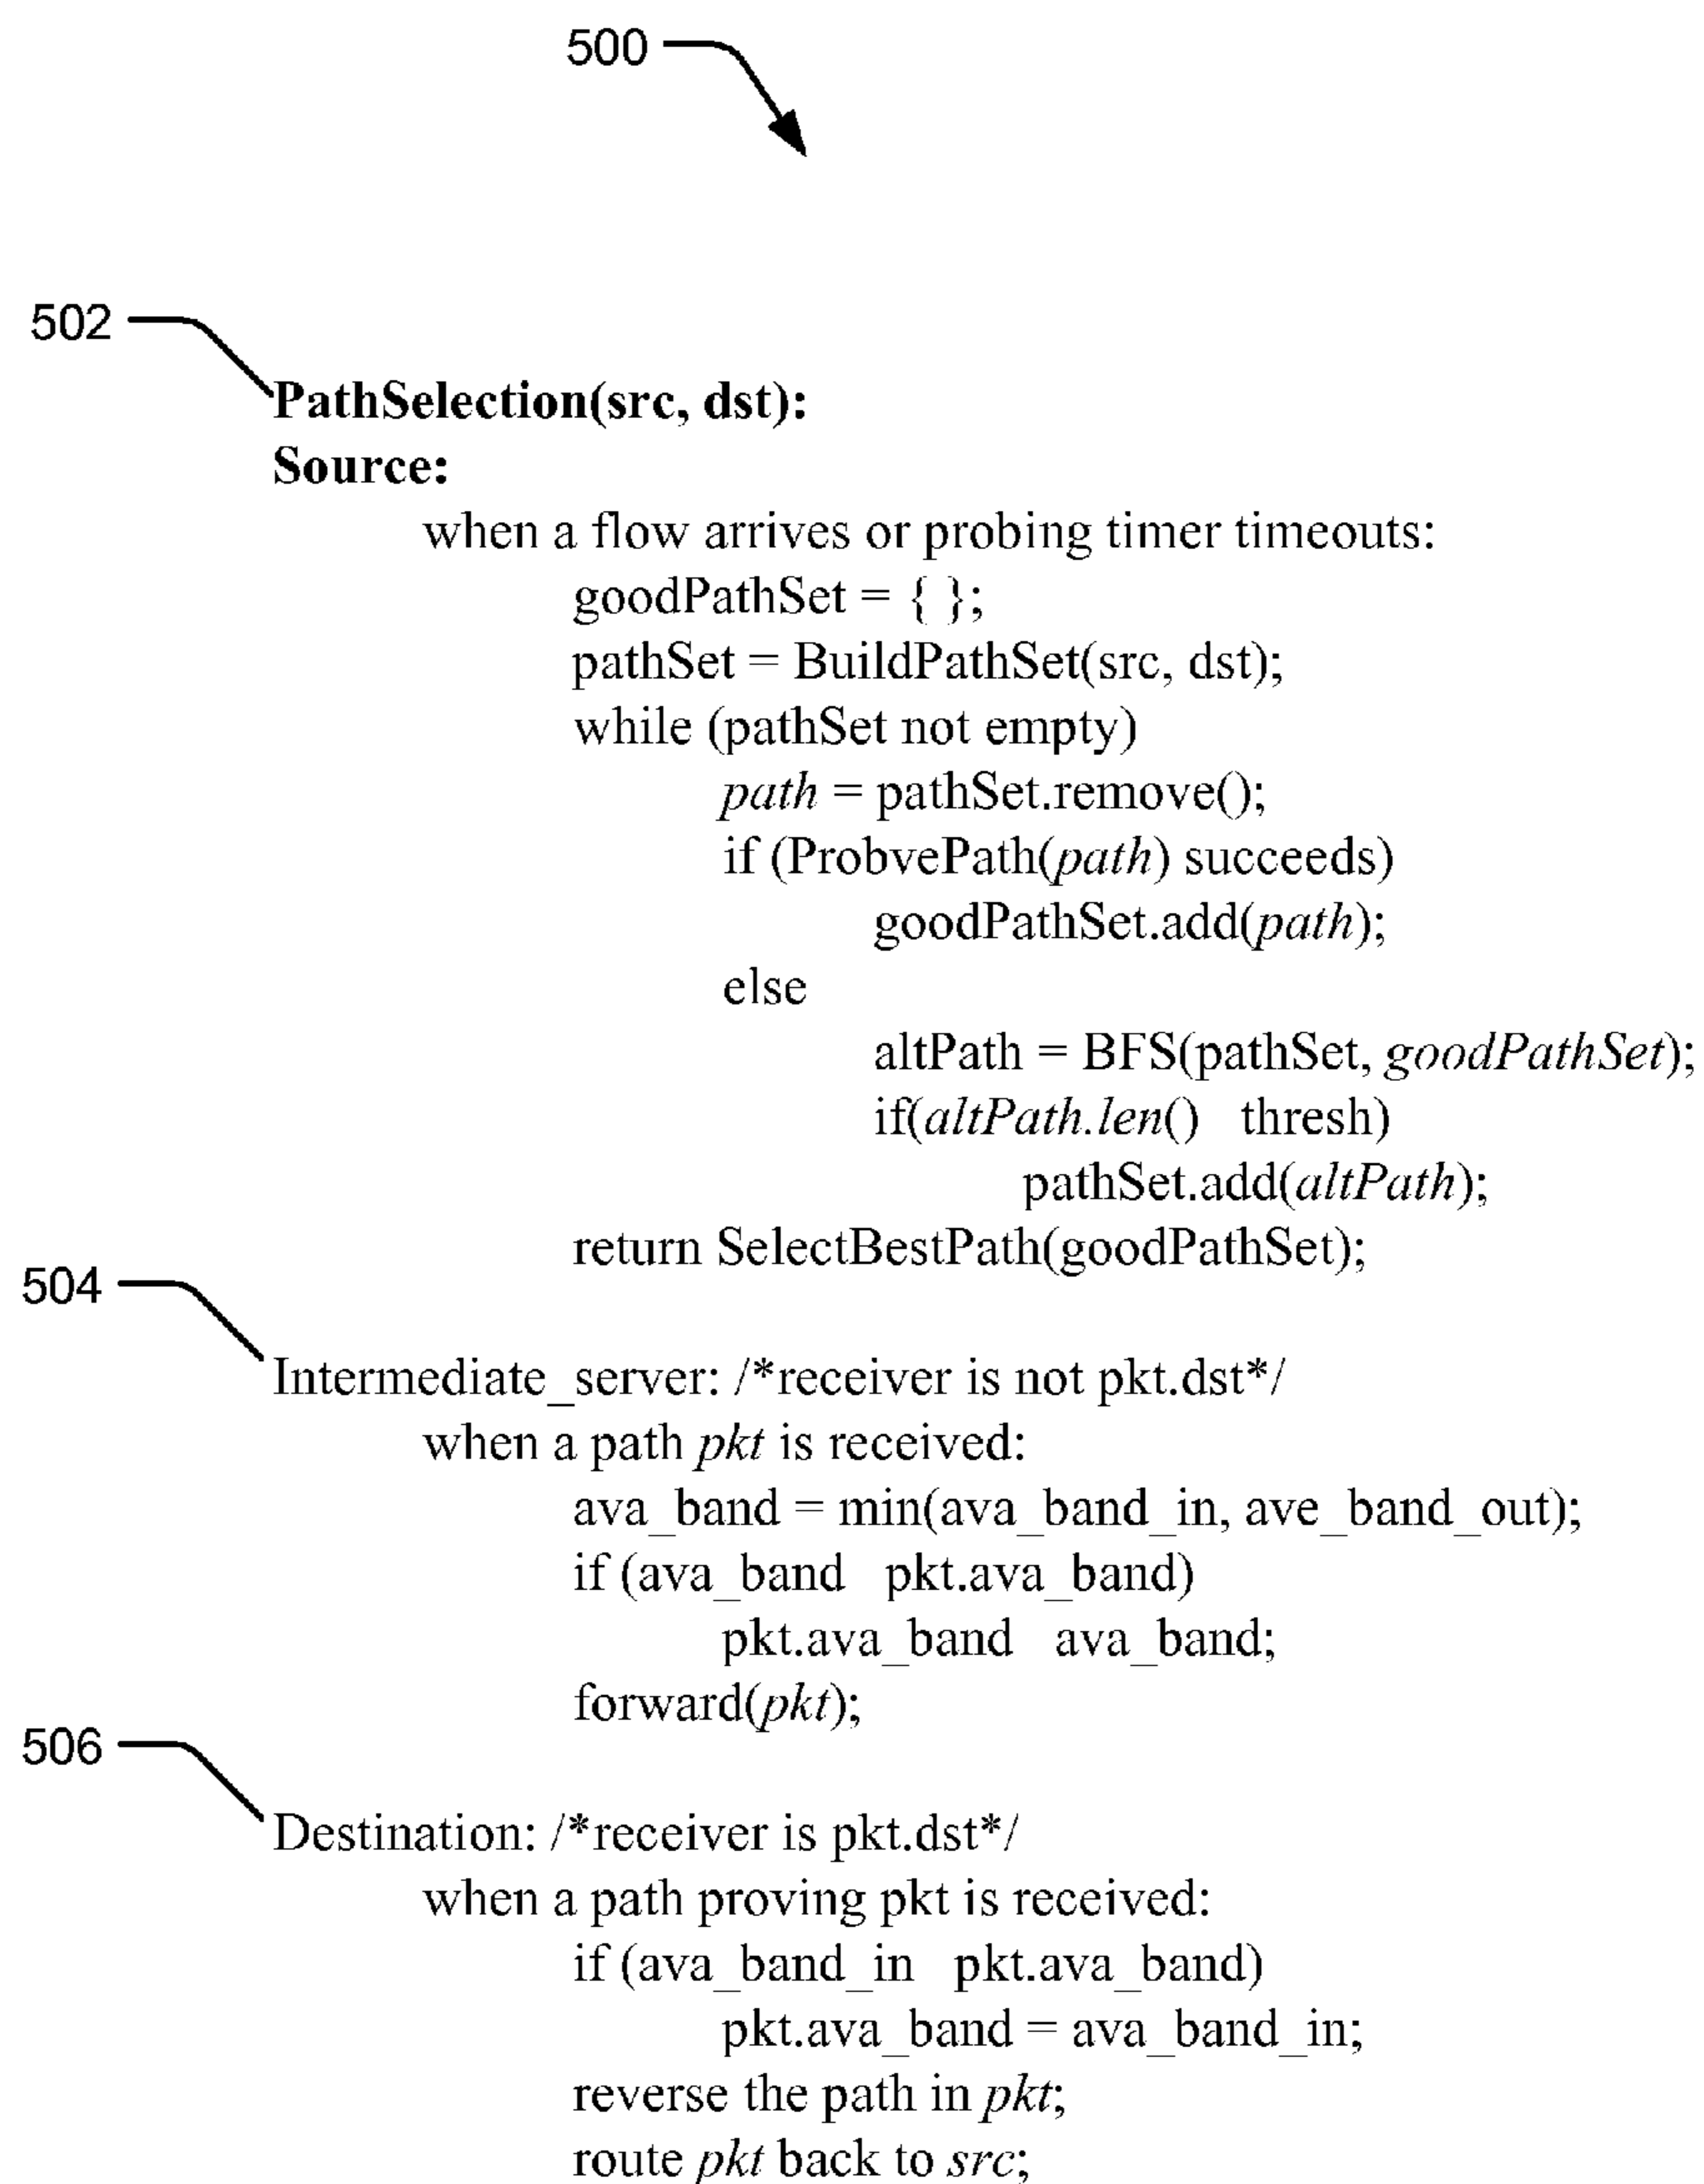 500
502
PathSelection(src, dst):
Source:
when a flow arrives or probing timer timeouts:
goodPathSet = { };
pathSet = BuildPathSet(src, dst);
while (pathSet not empty)
path = pathSet.remove();
if (ProbvePath(path) succeeds)
goodPathSet.add(path);
else
altPath = BFS(pathSet, goodPathSet);
if(altPath.len() thresh)
pathSet.add(altPath);
return SelectBestPath(goodPathSet);
504
Intermediate_server: /*receiver is not pkt.dst*/
when a path pkt is received:
ava_band = min(ava_band_in, ave_band_out);
if (ava_band pkt.ava_band)
pkt.ava_band ava_band;
forward(pkt);
506
Destination: /*receiver is pkt.dst*/
when a path proving pkt is received:
if (ava_band_in pkt.ava_band)
pkt.ava_band = ava_band_in;
reverse the path in pkt;
route pkt back to src;